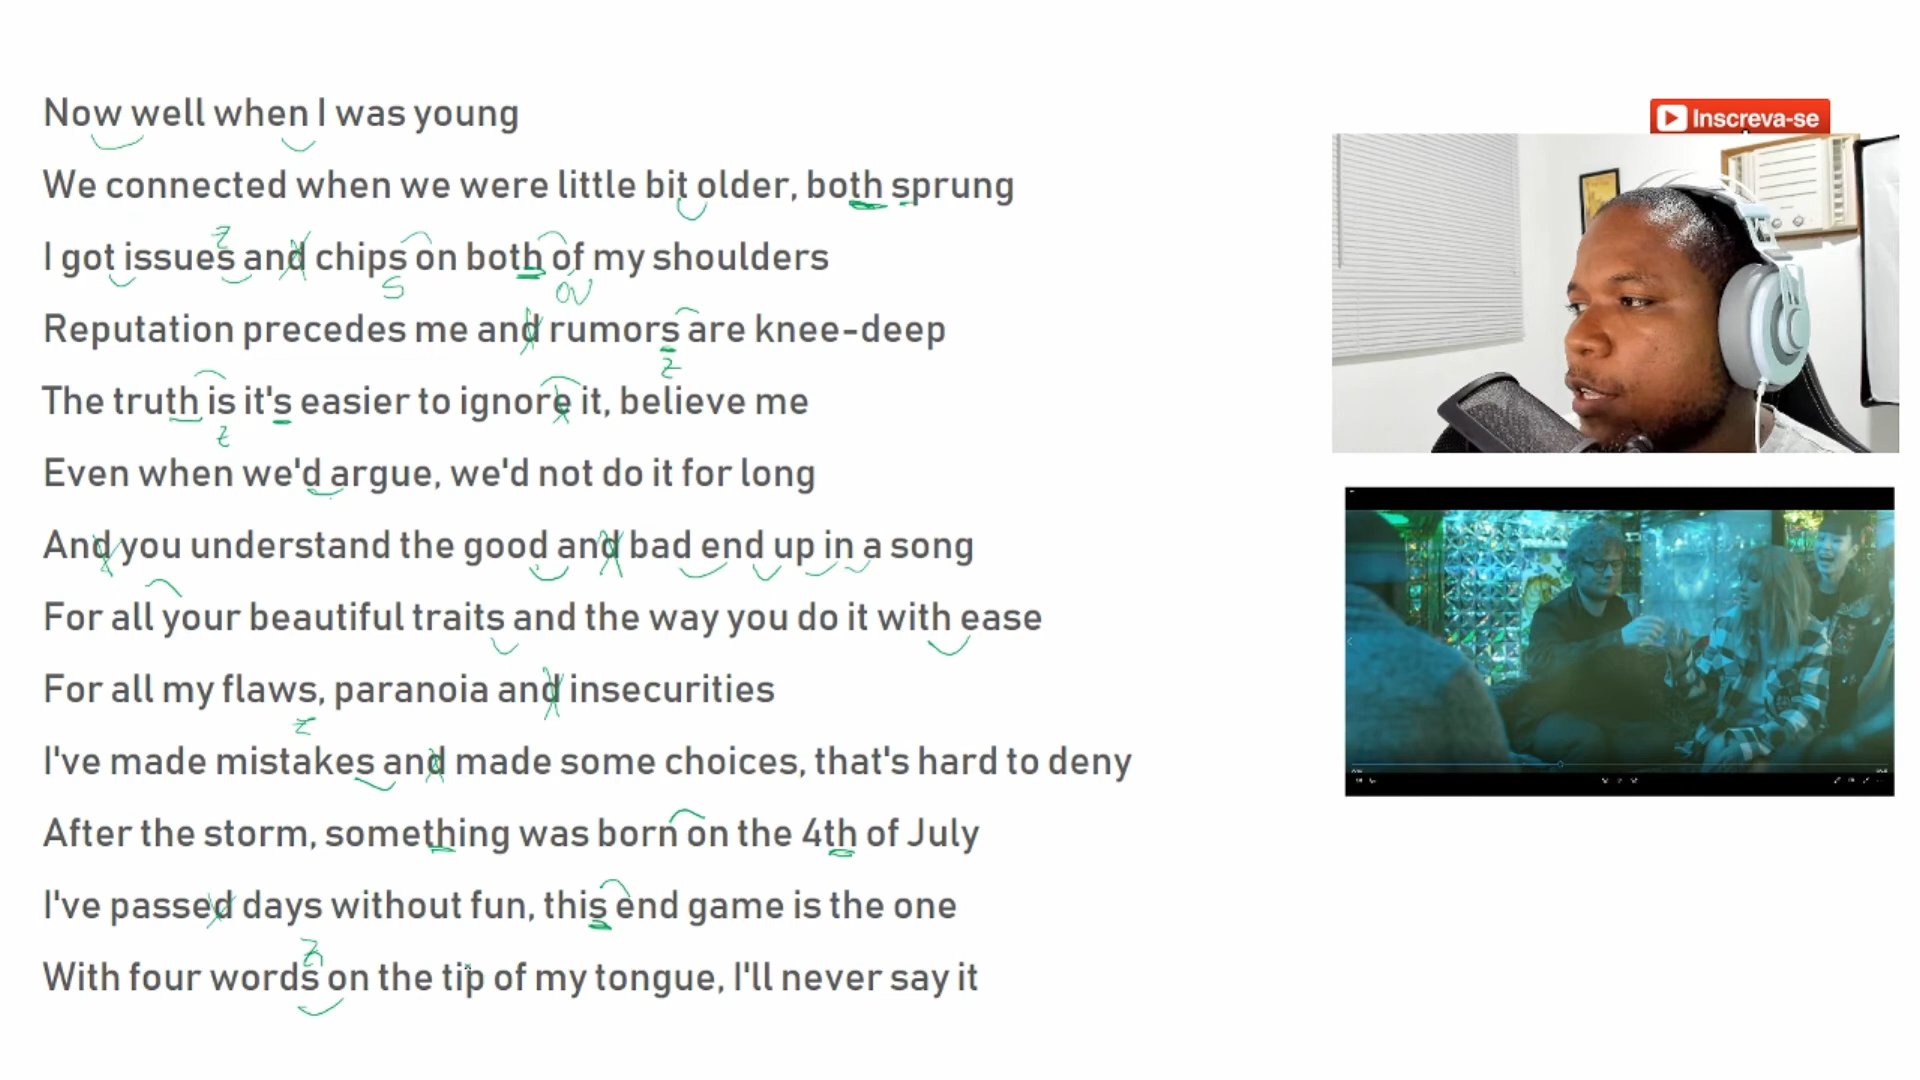 Now well when I was young
We connected when we were little bit older, both sprung
z
I got issues and chips on both of my shoulders
S
ov
Reputation precedes me and rumors are knee-deep
z
The truth is it's easier to ignore it, believe me
z
Even when we'd argue, we'd not do it for long
And you understand the good and bad end up in a song
For all your beautiful traits and the way you do it with ease
For all my flaws, paranoia and insecurities
z
I've made mistakes and made some choices, that's hard to deny
After the storm, something was born on the 4th of July
I've passed days without fun, this end game is the one
z
With four words on the tip of my tongue, I'll never say it
Inscreva-se